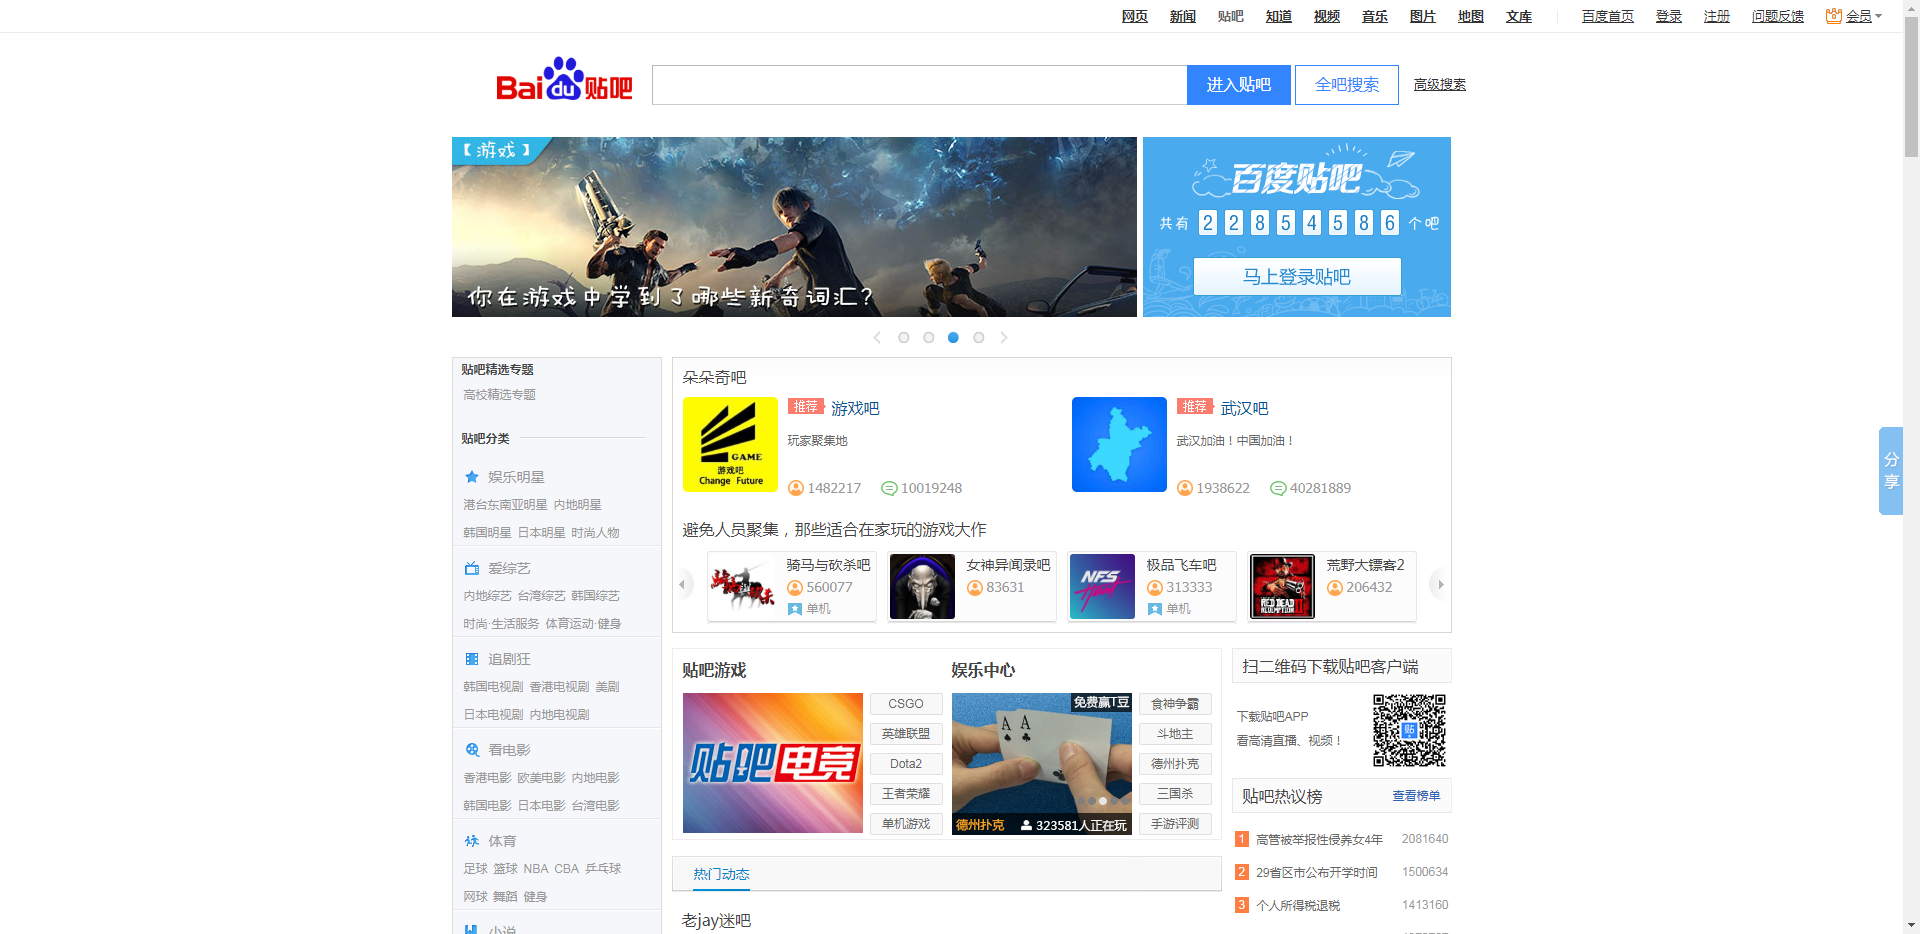 网页 新闻 贴吧 知道 视频 音乐 图片 地图 文库 百度首页 登录 注册 问题反馈 会员
Bai du 贴吧 进入贴吧 全吧搜索 高级搜索
【游戏】
你在游戏中学到了哪些新奇词汇?
百度贴吧
共有 2 2 8 5 4 5 8 6 个吧
马上登录贴吧
分享
贴吧精选专题
高校精选专题
贴吧分类
娱乐明星
港台东南亚明星 内地明星
韩国明星 日本明星 时尚人物
爱综艺
内地综艺 台湾综艺 韩国综艺
时尚·生活服务 体育运动·健身
追剧狂
韩国电视剧 香港电视剧 美剧
日本电视剧 内地电视剧
看电影
香港电影 欧美电影 内地电影
韩国电影 日本电影 台湾电影
体育
足球 篮球 NBA CBA 乒乓球
网球 舞蹈 健身
小说
朵朵奇吧
GAME
游戏吧
Change Future
推荐 游戏吧
玩家聚集地
1482217 10019248
推荐 武汉吧
武汉加油！中国加油！
1938622 40281889
避免人员聚集，那些适合在家玩的游戏大作
骑马与砍杀吧
560077
单机
女神异闻录吧
83631
NFS
Heat
极品飞车吧
313333
单机
RED DEAD
REDEMPTION II
荒野大镖客2
206432
贴吧游戏
贴吧电竞
CSGO
英雄联盟
Dota2
王者荣耀
单机游戏
娱乐中心
免费赢T豆
A A
德州扑克 323581人正在玩
食神争霸
斗地主
德州扑克
三国杀
手游评测
扫二维码下载贴吧客户端
下载贴吧APP
看高清直播、视频！
贴
贴吧热议榜 查看榜单
1 高管被举报性侵养女4年 2081640
2 29省区市公布开学时间 1500634
3 个人所得税退税 1413160
热门动态
老jay迷吧